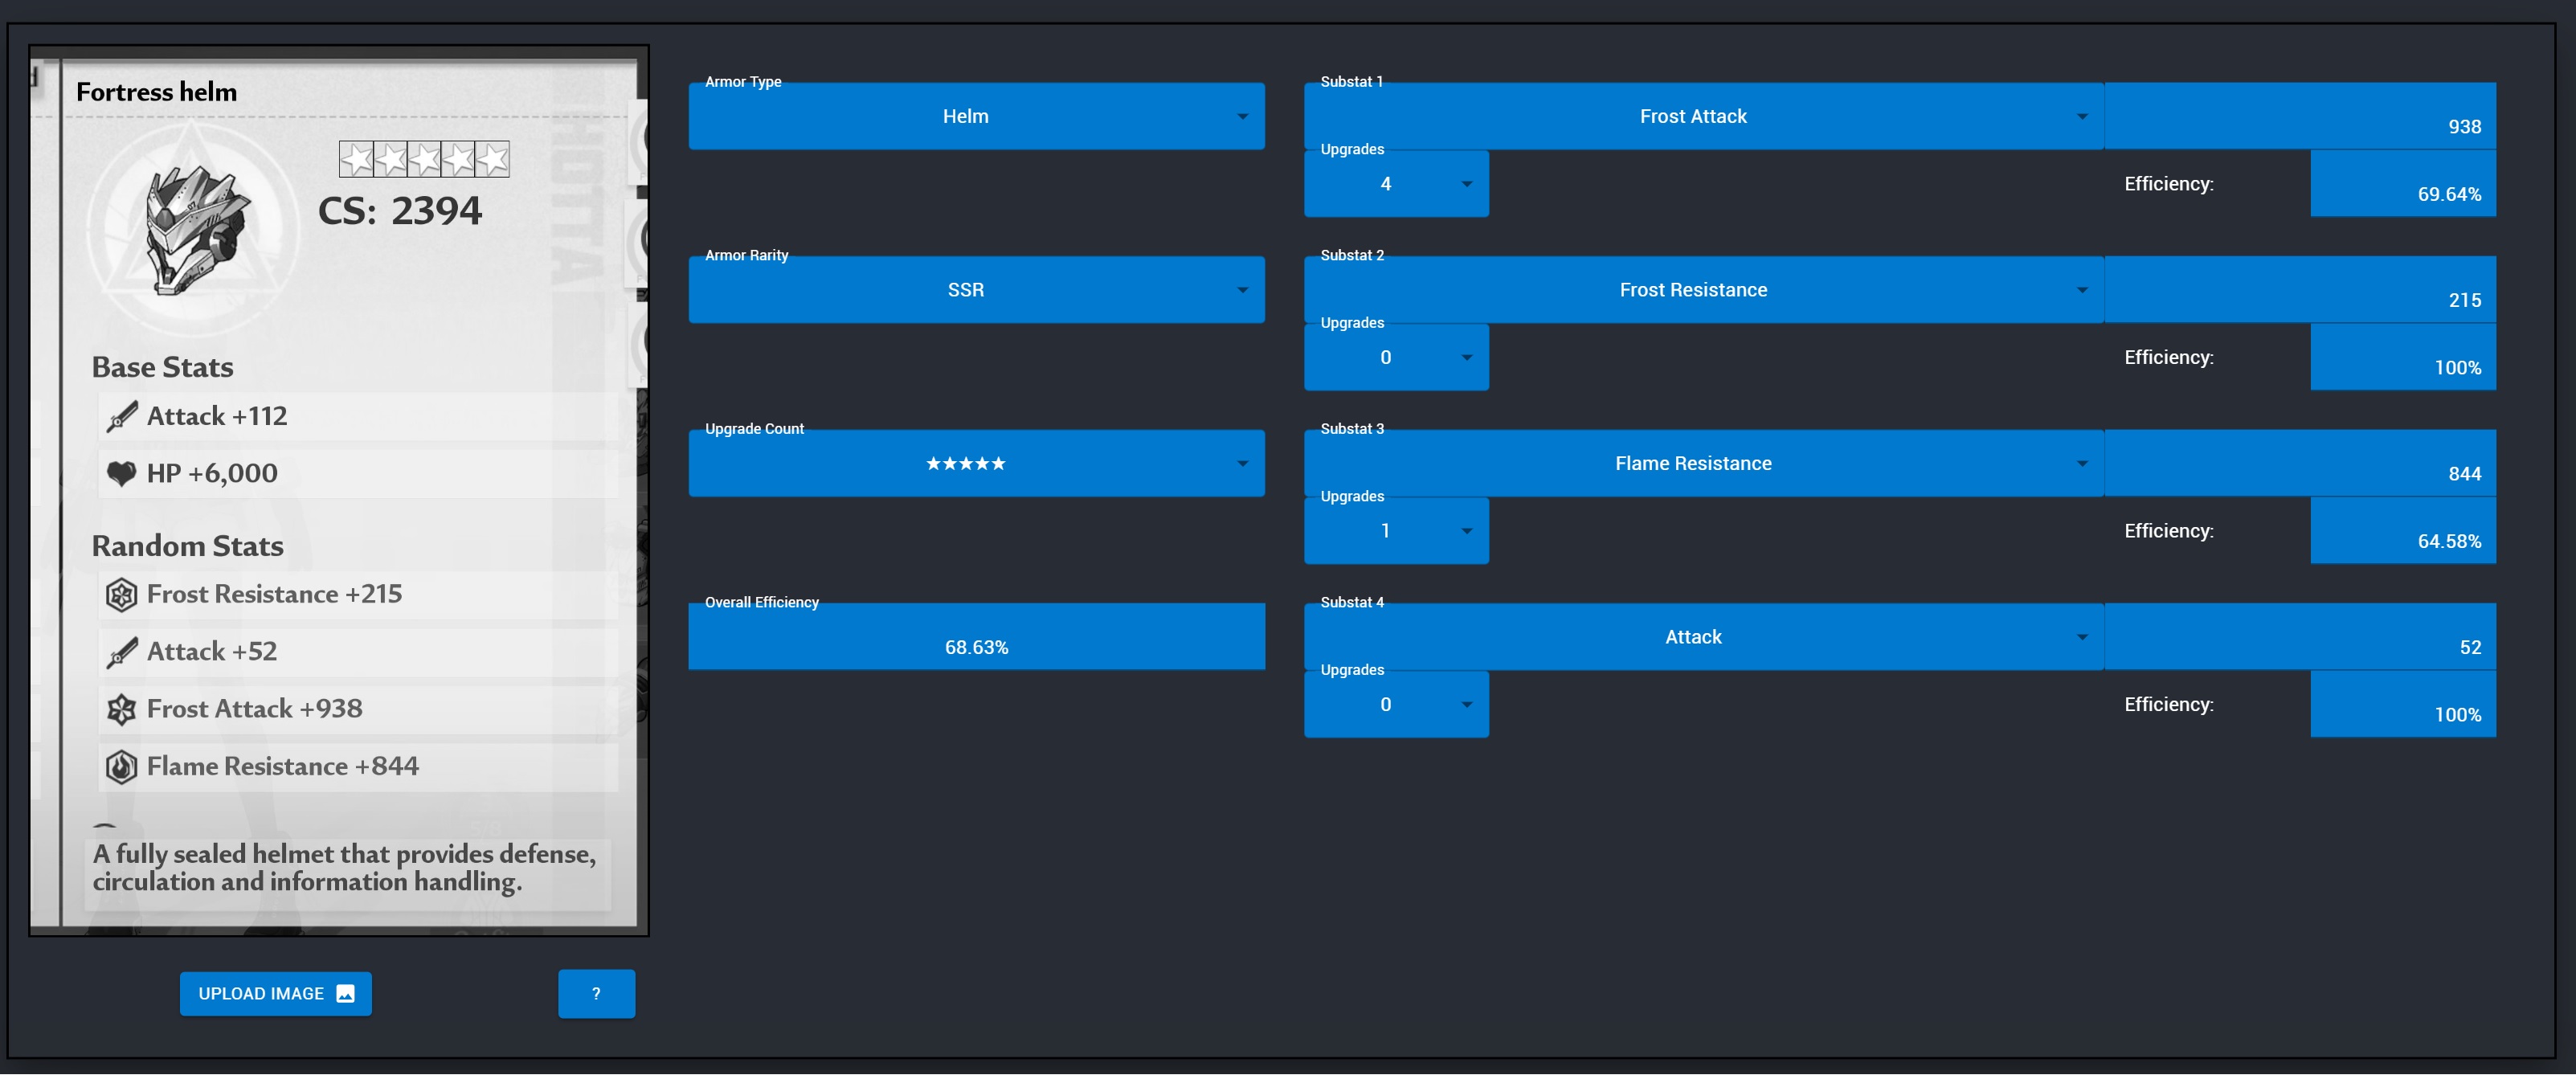 Fortress helm
CS: 2394
Base Stats
Attack +112
HP +6,000
Random Stats
Frost Resistance +215
Attack +52
Frost Attack +938
Flame Resistance +844
A fully sealed helmet that provides defense,
circulation and information handling.
UPLOAD IMAGE
?
Armor Type
Helm
Armor Rarity
SSR
Upgrade Count
★★★★★
Overall Efficiency
68.63%
Substat 1
Frost Attack 938
Upgrades
4 Efficiency: 69.64%
Substat 2
Frost Resistance 215
Upgrades
0 Efficiency: 100%
Substat 3
Flame Resistance 844
Upgrades
1 Efficiency: 64.58%
Substat 4
Attack 52
Upgrades
0 Efficiency: 100%